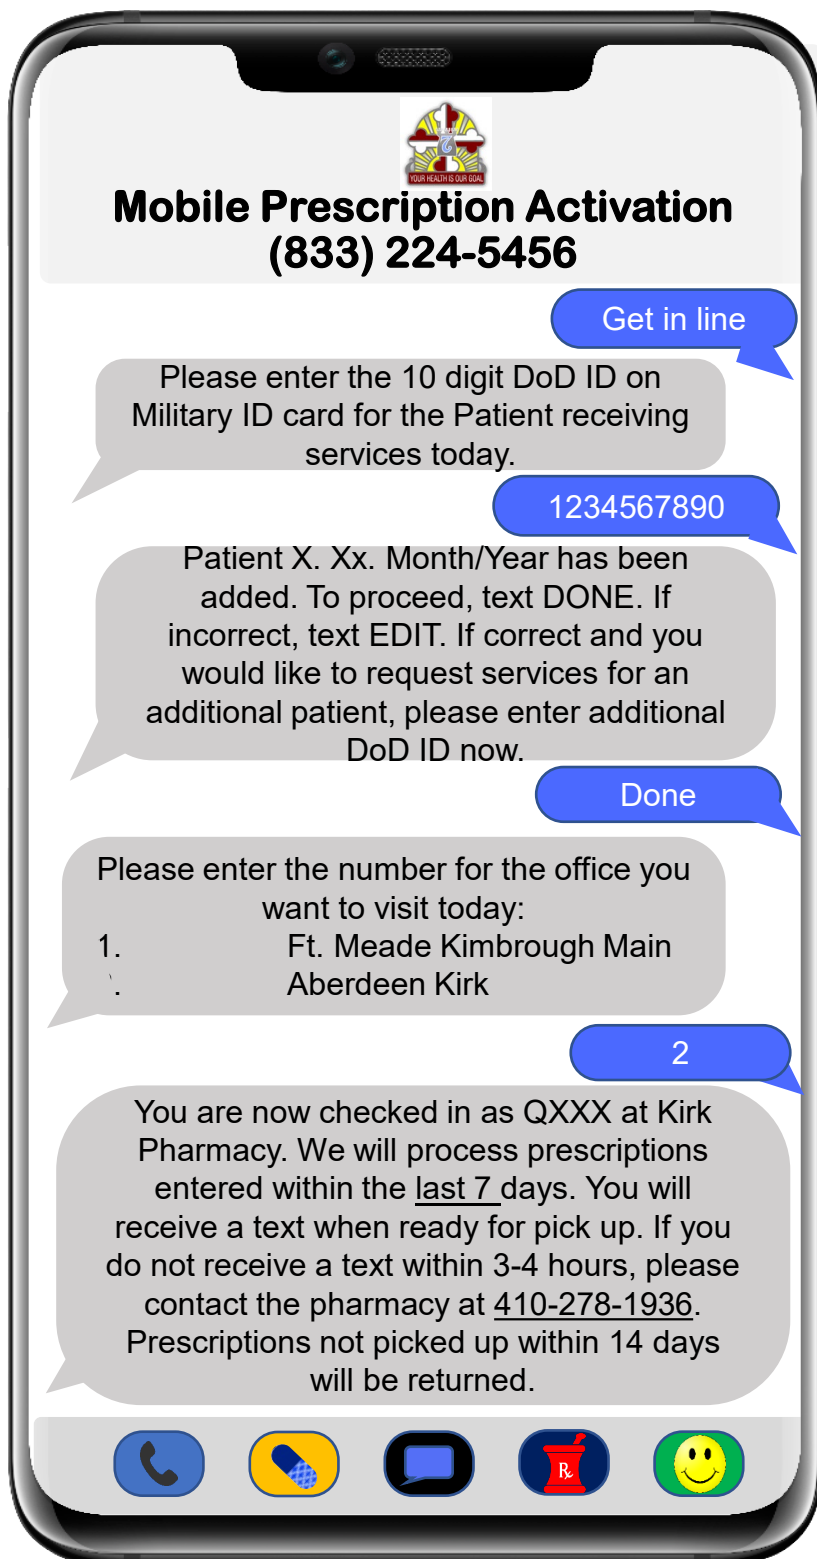 YOUR HEALTH IS OUR GOAL
Mobile Prescription Activation
(833) 224-5456
Get in line
Please enter the 10 digit DoD ID on
Military ID card for the Patient receiving
services today.
1234567890
Patient X. Xx. Month/Year has been
added. To proceed, text DONE. If
incorrect, text EDIT. If correct and you
would like to request services for an
additional patient, please enter additional
DoD ID now.
Done
Please enter the number for the office you
want to visit today:
1. Ft. Meade Kimbrough Main
. Aberdeen Kirk
2
You are now checked in as QXXX at Kirk
Pharmacy. We will process prescriptions
entered within the last 7 days. You will
receive a text when ready for pick up. If you
do not receive a text within 3-4 hours, please
contact the pharmacy at 410-278-1936.
Prescriptions not picked up within 14 days
will be returned.
Rx